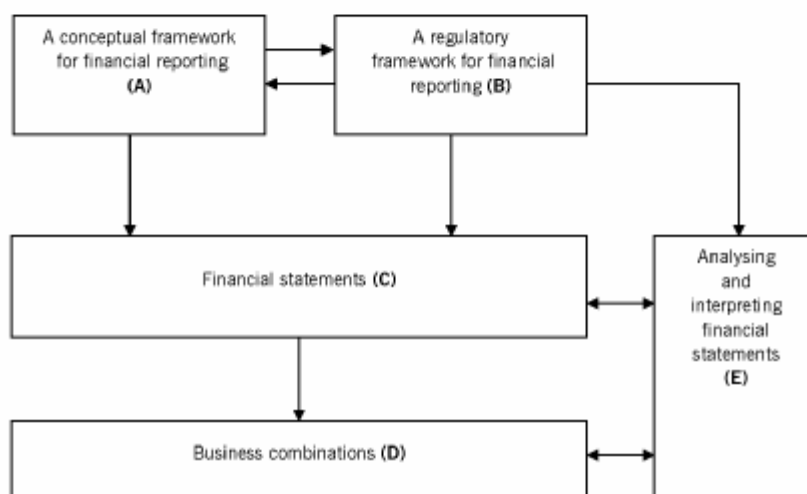 A conceptual framework
for financial reporting
(A)
A regulatory
framework for financial
reporting (B)
Financial statements (C)
Analysing
and
interpreting
financial
statements
(E)
Business combinations (D)